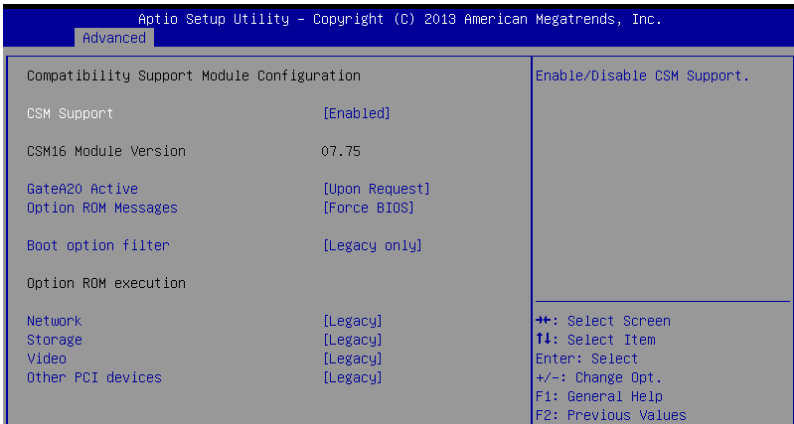 Aptio Setup Utility – Copyright (C) 2013 American Megatrends, Inc.
Advanced
Compatibility Support Module Configuration
Enable/Disable CSM Support.
CSM Support [Enabled]
CSM16 Module Version 07.75
GateA20 Active [Upon Request]
Option ROM Messages [Force BIOS]
Boot option filter [Legacy only]
Option ROM execution
Network [Legacy]
Storage [Legacy]
Video [Legacy]
Other PCI devices [Legacy]
→←: Select Screen
↑↓: Select Item
Enter: Select
+/-: Change Opt.
F1: General Help
F2: Previous Values